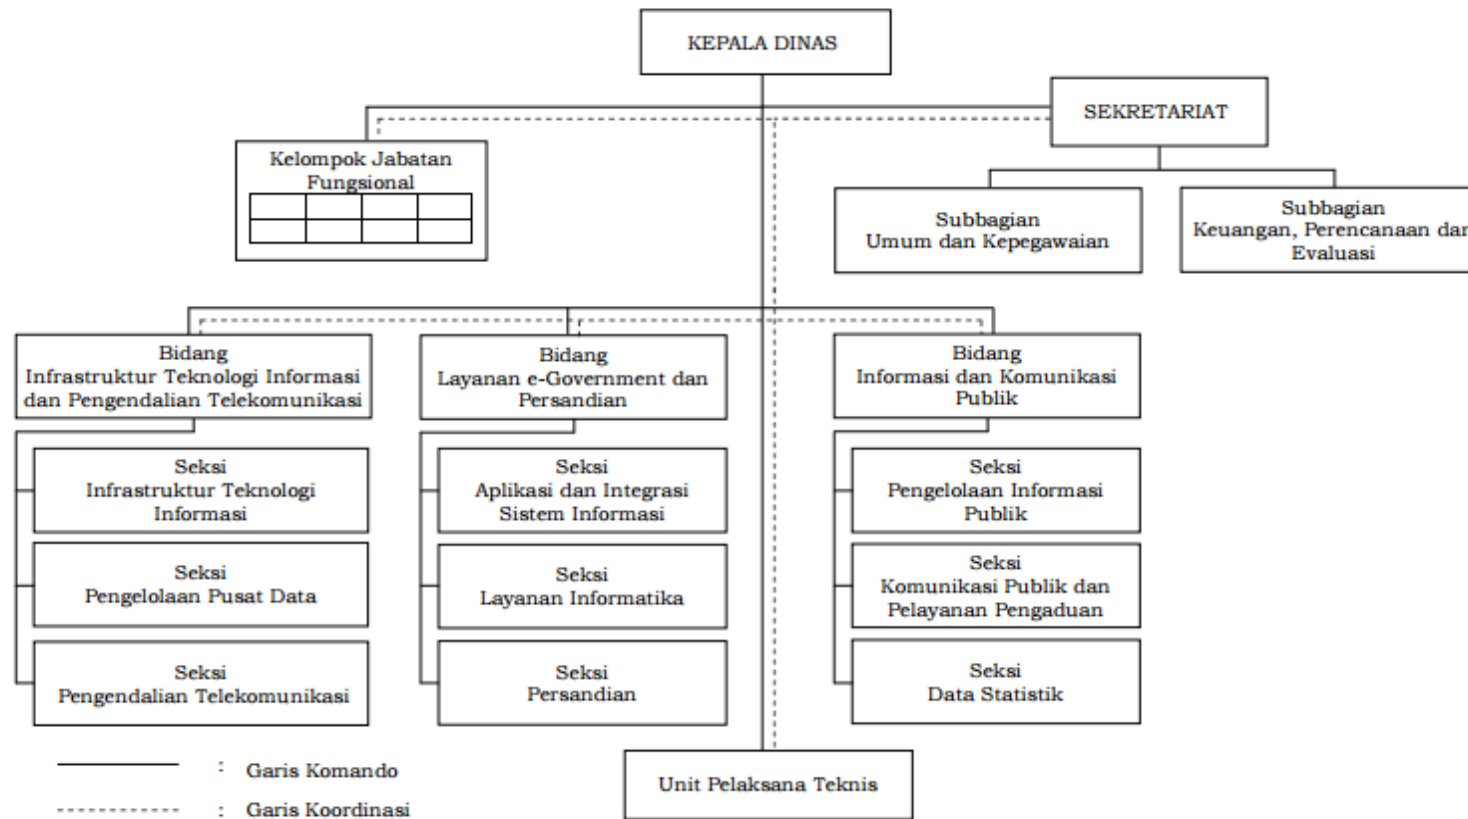 KEPALA DINAS
SEKRETARIAT
Kelompok Jabatan
Fungsional
Subbagian
Umum dan Kepegawaian
Subbagian
Keuangan, Perencanaan dan
Evaluasi
Bidang
Infrastruktur Teknologi Informasi
dan Pengendalian Telekomunikasi
Seksi
Infrastruktur Teknologi
Informasi
Seksi
Pengelolaan Pusat Data
Seksi
Pengendalian Telekomunikasi
Bidang
Layanan e-Government dan
Persandian
Seksi
Aplikasi dan Integrasi
Sistem Informasi
Seksi
Layanan Informatika
Seksi
Persandian
Bidang
Informasi dan Komunikasi
Publik
Seksi
Pengelolaan Informasi
Publik
Seksi
Komunikasi Publik dan
Pelayanan Pengaduan
Seksi
Data Statistik
Unit Pelaksana Teknis
: Garis Komando
: Garis Koordinasi